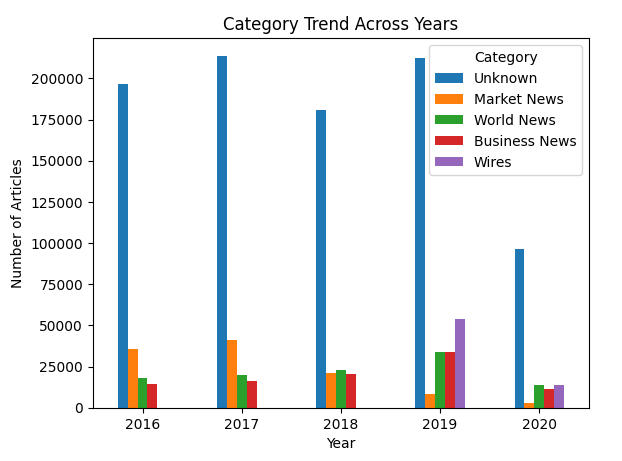 Category Trend Across Years
Category
Unknown
Market News
World News
Business News
Wires
Number of Articles
200000
175000
150000
125000
100000
75000
50000
25000
0
2016 2017 2018 2019 2020
Year